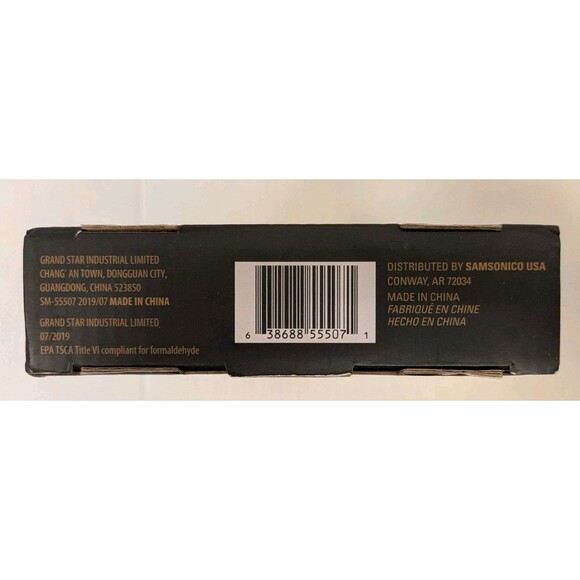 GRAND STAR INDUSTRIAL LIMITED
CHANG' AN TOWN, DONGGUAN CITY,
GUANGDONG, CHINA 523850
SM-55507 2019/07 MADE IN CHINA
GRAND STAR INDUSTRIAL LIMITED
07/2019
EPA TSCA Title VI compliant for formaldehyde
6 38688 55507 1
DISTRIBUTED BY SAMSONICO USA
CONWAY, AR 72034
MADE IN CHINA
FABRIQUÉ EN CHINE
HECHO EN CHINA